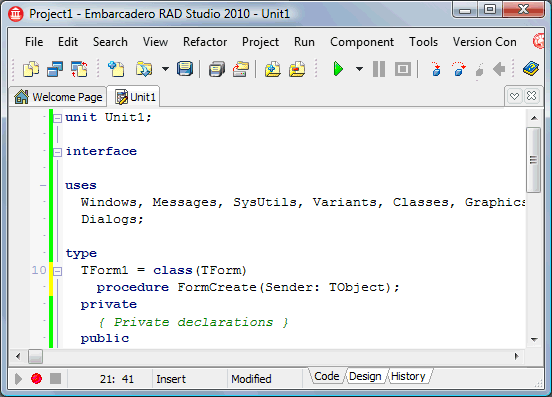 Project1 - Embarcadero RAD Studio 2010 - Unit1
File Edit Search View Refactor Project Run Component Tools Version Con
Welcome Page Unit1
unit Unit1;
interface
uses
Windows, Messages, SysUtils, Variants, Classes, Graphics
Dialogs;
type
10 TForm1 = class(TForm)
procedure FormCreate(Sender: TObject);
private
{ Private declarations }
public
21: 41 Insert Modified Code Design History